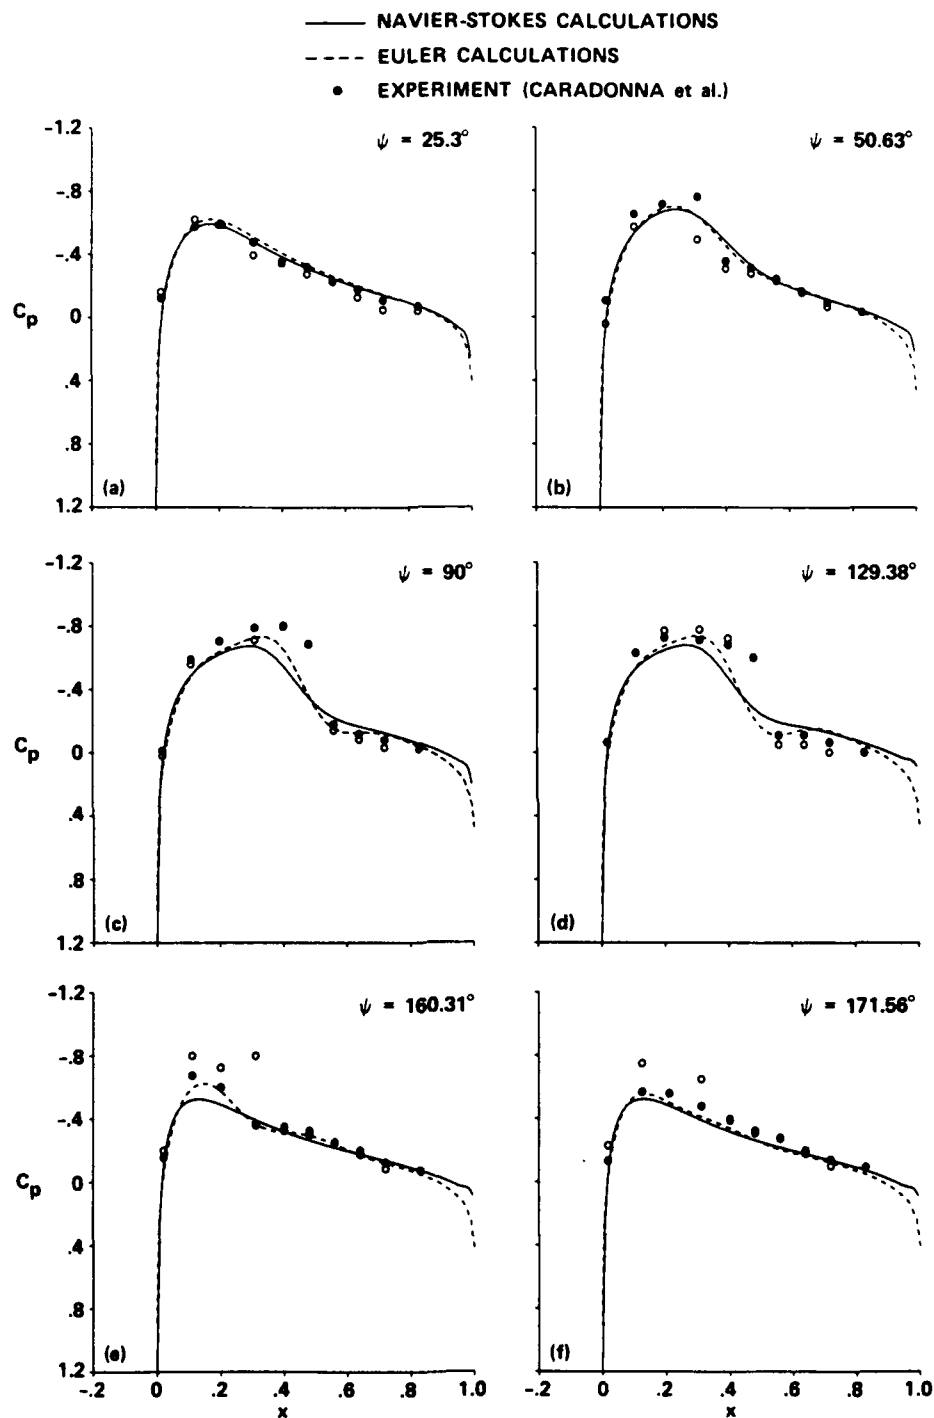 NAVIER-STOKES CALCULATIONS
EULER CALCULATIONS
EXPERIMENT (CARADONNA et al.)
-1.2
ψ = 25.3°
ψ = 50.63°
-.8
-.4
Cp
0
.4
.8
(a)
(b)
1.2
-1.2
ψ = 90°
ψ = 129.38°
-.8
-.4
Cp
0
.4
.8
(c)
(d)
1.2
-1.2
ψ = 160.31°
ψ = 171.56°
-.8
-.4
Cp
0
.4
.8
(e)
(f)
1.2
-.2 0 .2 .4 .6 .8 1.0
-.2 0 .2 .4 .6 .8 1.0
x
x